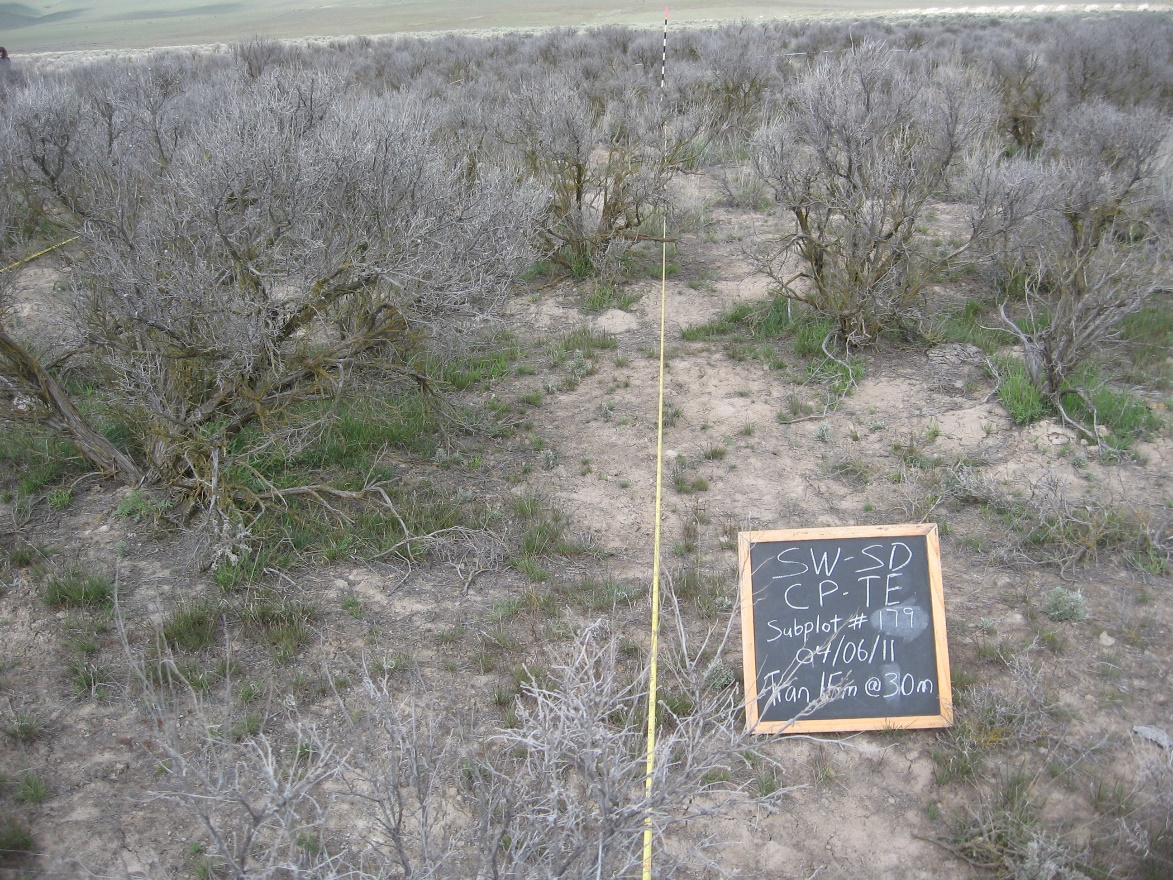 SW-SD
CP-TE
Subplot # 179
04/06/11
Tran 15m @ 30m